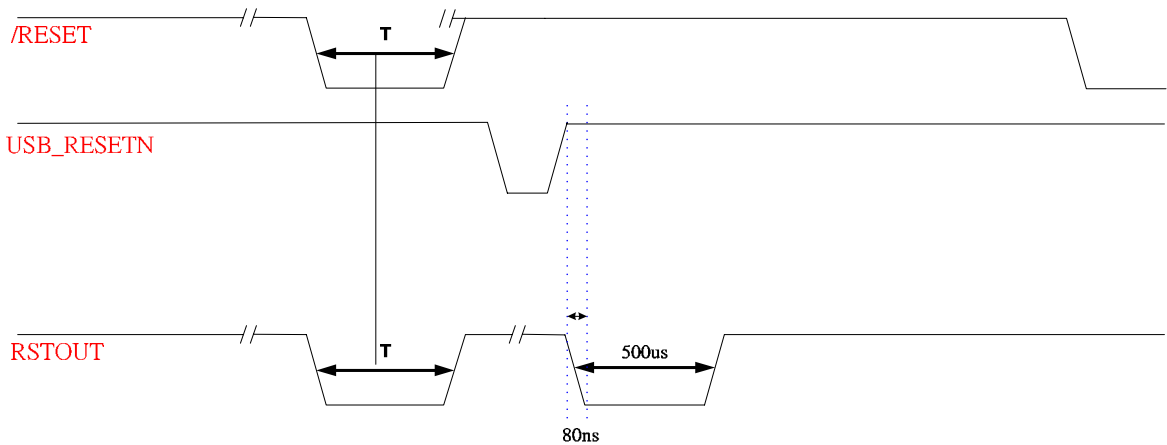 T
/RESET
USB_RESETN
T
500us
RSTOUT
80ns